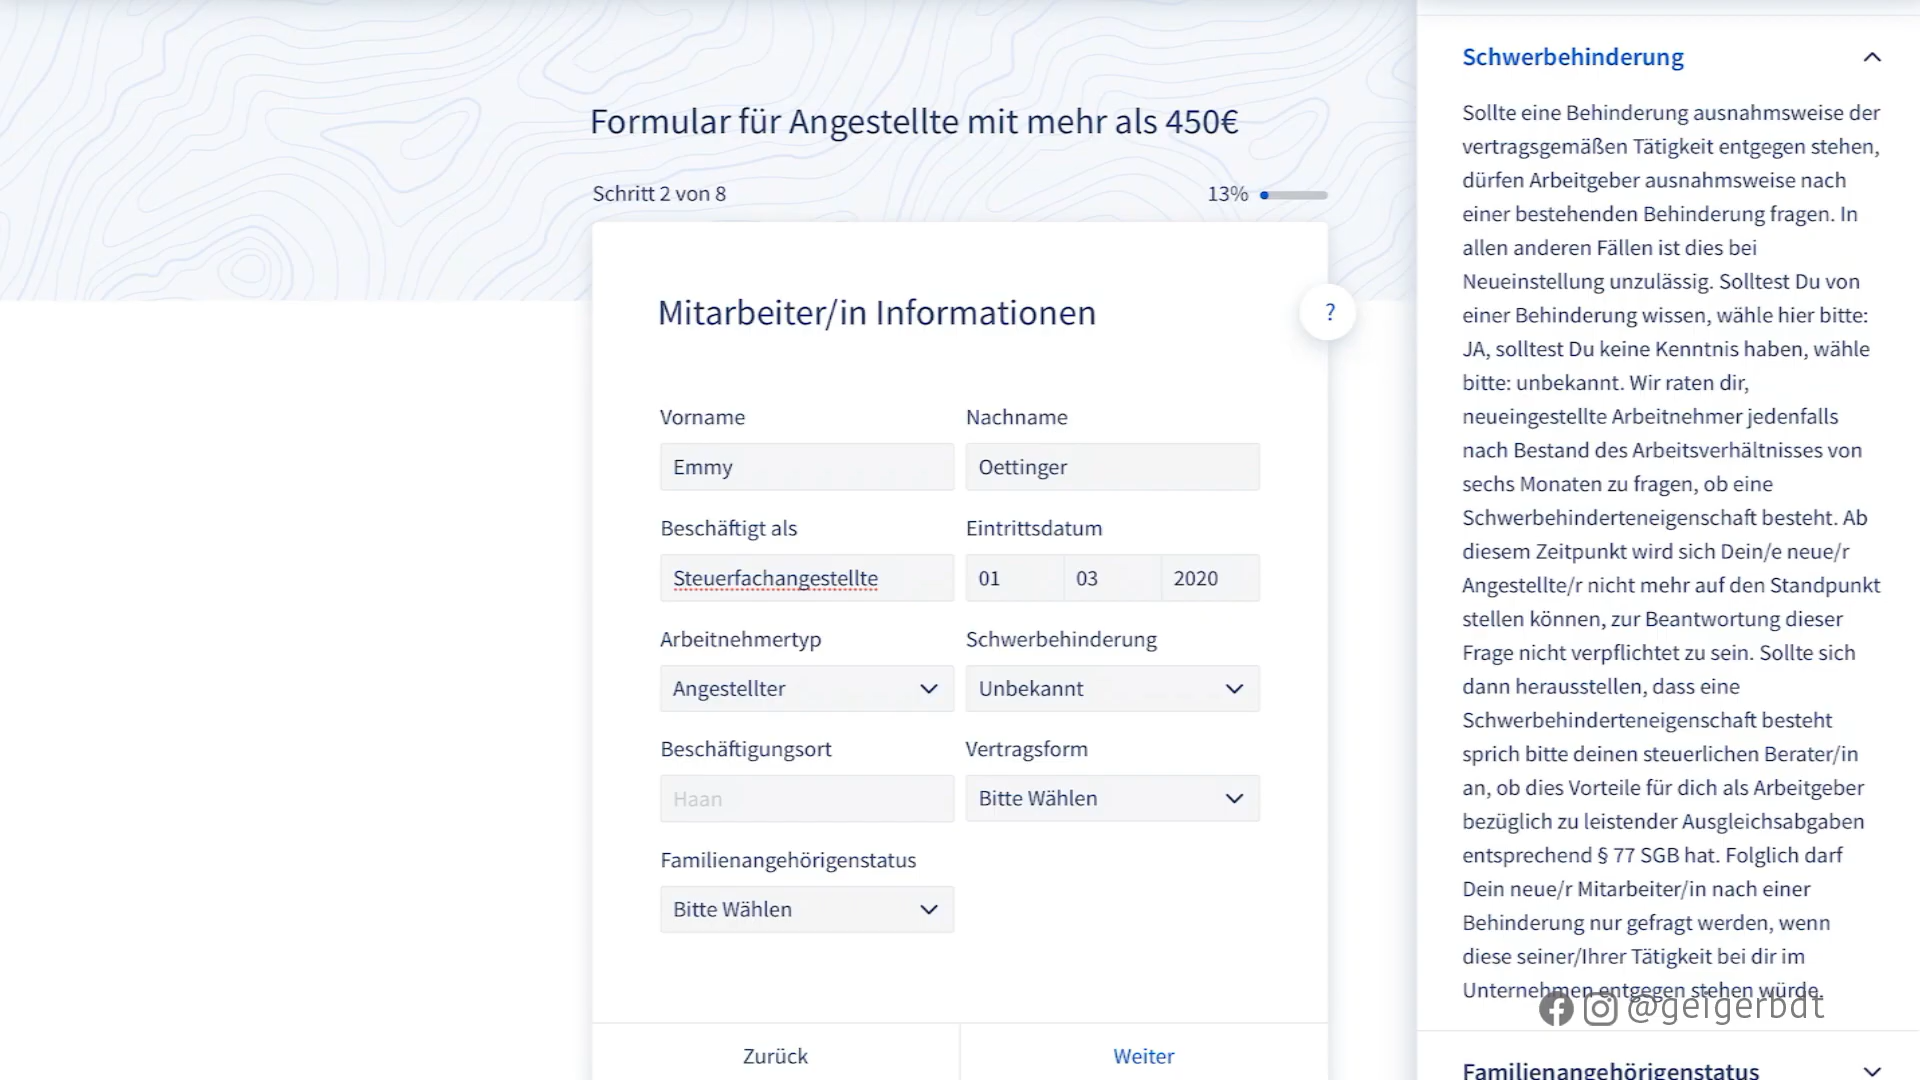 Formular für Angestellte mit mehr als 450€
Schritt 2 von 8
13%
Mitarbeiter/in Informationen
?
Vorname
Nachname
Emmy
Oettinger
Beschäftigt als
Eintrittsdatum
Steuerfachangestellte
01
03
2020
Arbeitnehmertyp
Schwerbehinderung
Angestellter
Unbekannt
Beschäftigungsort
Vertragsform
Haan
Bitte Wählen
Familienangehörigenstatus
Bitte Wählen
Zurück
Weiter
Schwerbehinderung
Sollte eine Behinderung ausnahmsweise der
vertragsgemäßen Tätigkeit entgegen stehen,
dürfen Arbeitgeber ausnahmsweise nach
einer bestehenden Behinderung fragen. In
allen anderen Fällen ist dies bei
Neueinstellung unzulässig. Solltest Du von
einer Behinderung wissen, wähle hier bitte:
JA, solltest Du keine Kenntnis haben, wähle
bitte: unbekannt. Wir raten dir,
neueingestellte Arbeitnehmer jedenfalls
nach Bestand des Arbeitsverhältnisses von
sechs Monaten zu fragen, ob eine
Schwerbehinderteneigenschaft besteht. Ab
diesem Zeitpunkt wird sich Dein/e neue/r
Angestellte/r nicht mehr auf den Standpunkt
stellen können, zur Beantwortung dieser
Frage nicht verpflichtet zu sein. Sollte sich
dann herausstellen, dass eine
Schwerbehinderteneigenschaft besteht
sprich bitte deinen steuerlichen Berater/in
an, ob dies Vorteile für dich als Arbeitgeber
bezüglich zu leistender Ausgleichsabgaben
entsprechend § 77 SGB hat. Folglich darf
Dein neue/r Mitarbeiter/in nach einer
Behinderung nur gefragt werden, wenn
diese seiner/Ihrer Tätigkeit bei dir im
Unternehmen entgegen stehen würde.
@geigerbdt
Familienangehörigenstatus